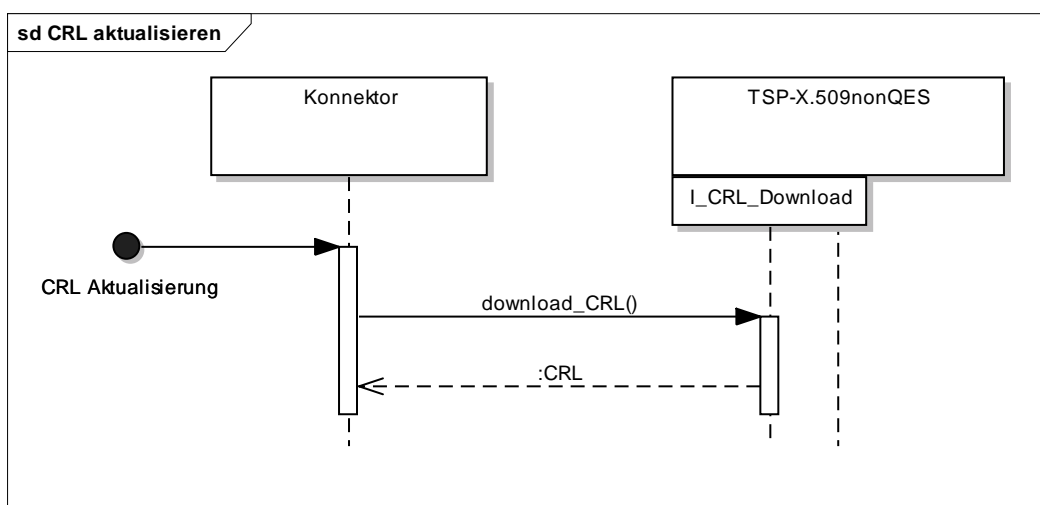 sd CRL aktualisieren
Konnektor
TSP-X.509nonQES
I_CRL_Download
CRL Aktualisierung
download_CRL()
:CRL